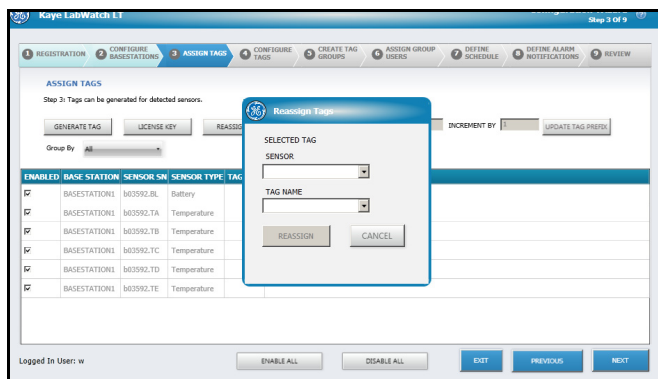 Kaye LabWatch LT
Step 3 Of 9
1 REGISTRATION 2 CONFIGURE BASESTATIONS 3 ASSIGN TAGS 4 CONFIGURE TAGS 5 CREATE TAG GROUPS 6 ASSIGN GROUP USERS 7 DEFINE SCHEDULE 8 DEFINE ALARM NOTIFICATIONS 9 REVIEW
ASSIGN TAGS
Step 3: Tags can be generated for detected sensors.
GENERATE TAG LICENSE KEY REASSIG INCREMENT BY 1 UPDATE TAG PREFIX
Group By All
Reassign Tags
SELECTED TAG
SENSOR
TAG NAME
REASSIGN CANCEL
ENABLED BASE STATION SENSOR SN SENSOR TYPE TAG
BASESTATION1 b03592.BL Battery
BASESTATION1 b03592.TA Temperature
BASESTATION1 b03592.TB Temperature
BASESTATION1 b03592.TC Temperature
BASESTATION1 b03592.TD Temperature
BASESTATION1 b03592.TE Temperature
Logged In User: w ENABLE ALL DISABLE ALL EXIT PREVIOUS NEXT